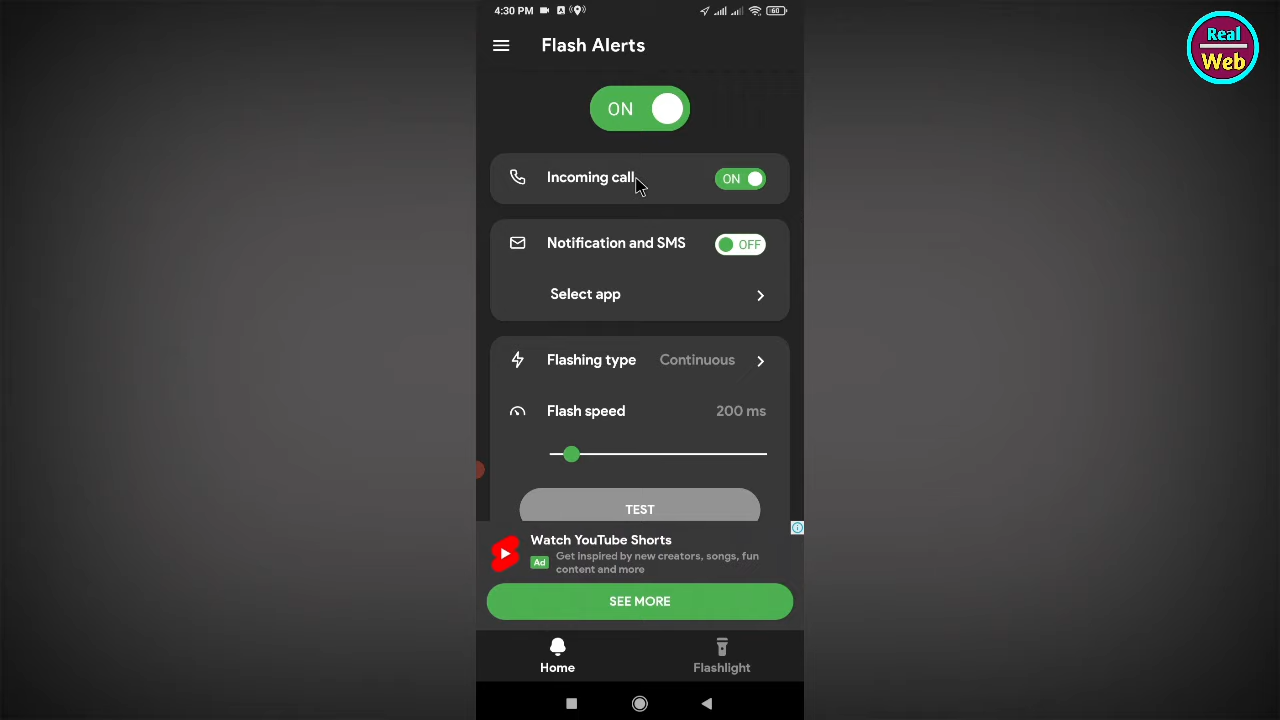 4:30 PM
60
Real
Web
Flash Alerts
ON
Incoming call
ON
Notification and SMS
OFF
Select app
Flashing type
Continuous
Flash speed
200 ms
TEST
Watch YouTube Shorts
Ad
Get inspired by new creators, songs, fun
content and more
SEE MORE
Home
Flashlight